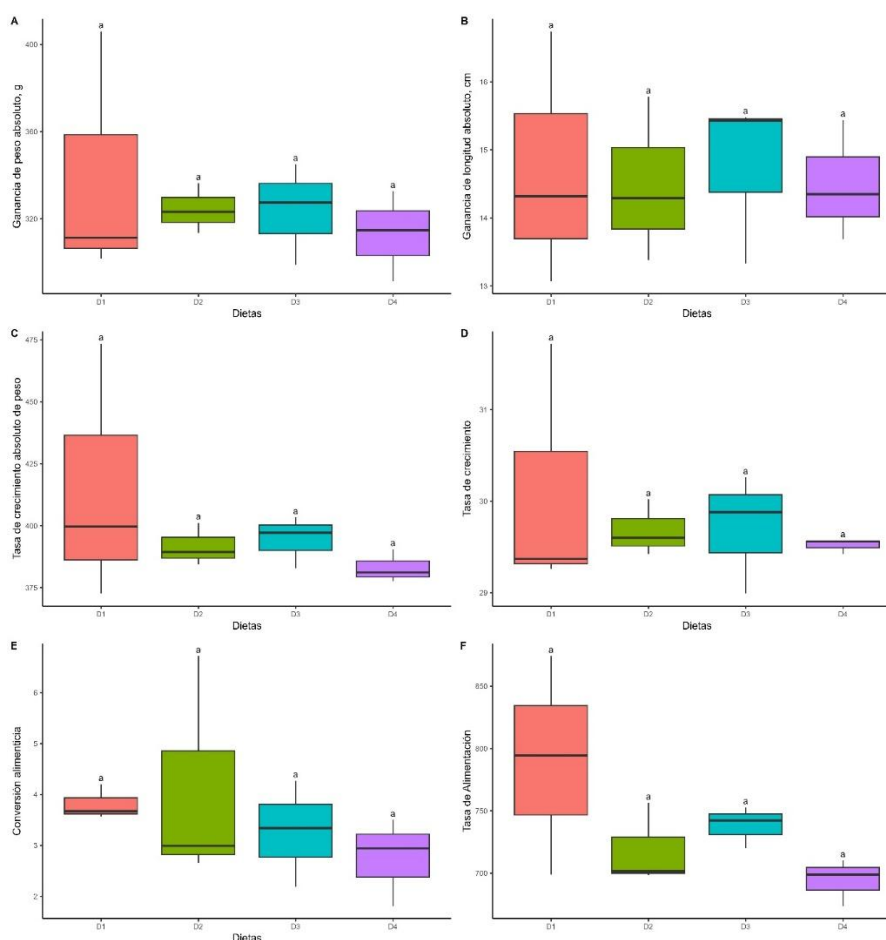 A
Ganancia de peso absoluto, g
400
360
320
a
a
a
a
D1 D2 D3 D4
Dietas
B
Ganancia de longitud absoluto, cm
16
15
14
13
a
a
a
a
D1 D2 D3 D4
Dietas
C
Tasa de crecimiento absoluto de peso
475
450
425
400
375
a
a
a
a
D1 D2 D3 D4
Dietas
D
Tasa de crecimiento
31
30
29
a
a
a
a
D1 D2 D3 D4
Dietas
E
Conversión alimenticia
6
5
4
3
2
a
a
a
a
D1 D2 D3 D4
Dietas
F
Tasa de Alimentación
850
800
750
700
a
a
a
a
D1 D2 D3 D4